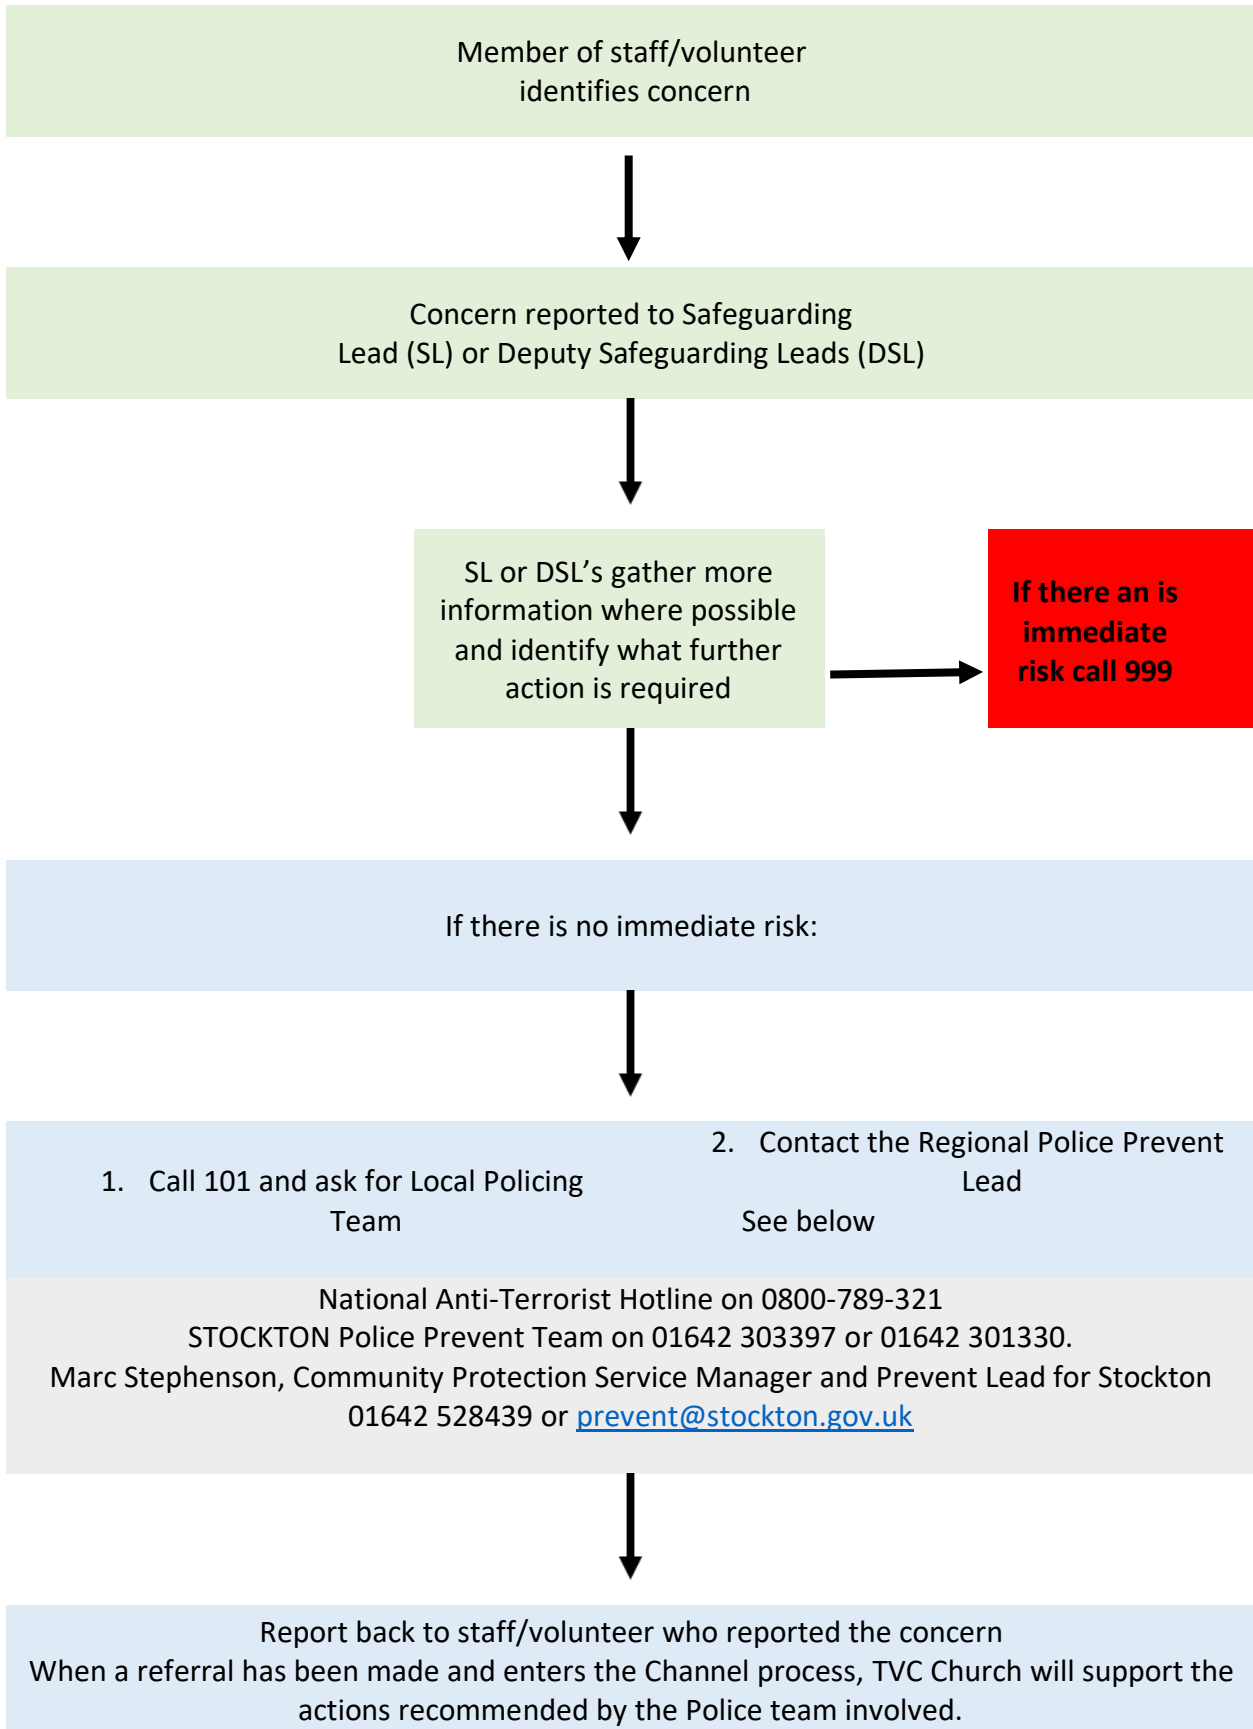 Member of staff/volunteer
identifies concern
Concern reported to Safeguarding
Lead (SL) or Deputy Safeguarding Leads (DSL)
SL or DSL’s gather more
information where possible
and identify what further
action is required
If there an is
immediate
risk call 999
If there is no immediate risk:
1. Call 101 and ask for Local Policing
Team
2. Contact the Regional Police Prevent
Lead
See below
National Anti-Terrorist Hotline on 0800-789-321
STOCKTON Police Prevent Team on 01642 303397 or 01642 301330.
Marc Stephenson, Community Protection Service Manager and Prevent Lead for Stockton
01642 528439 or prevent@stockton.gov.uk
Report back to staff/volunteer who reported the concern
When a referral has been made and enters the Channel process, TVC Church will support the
actions recommended by the Police team involved.